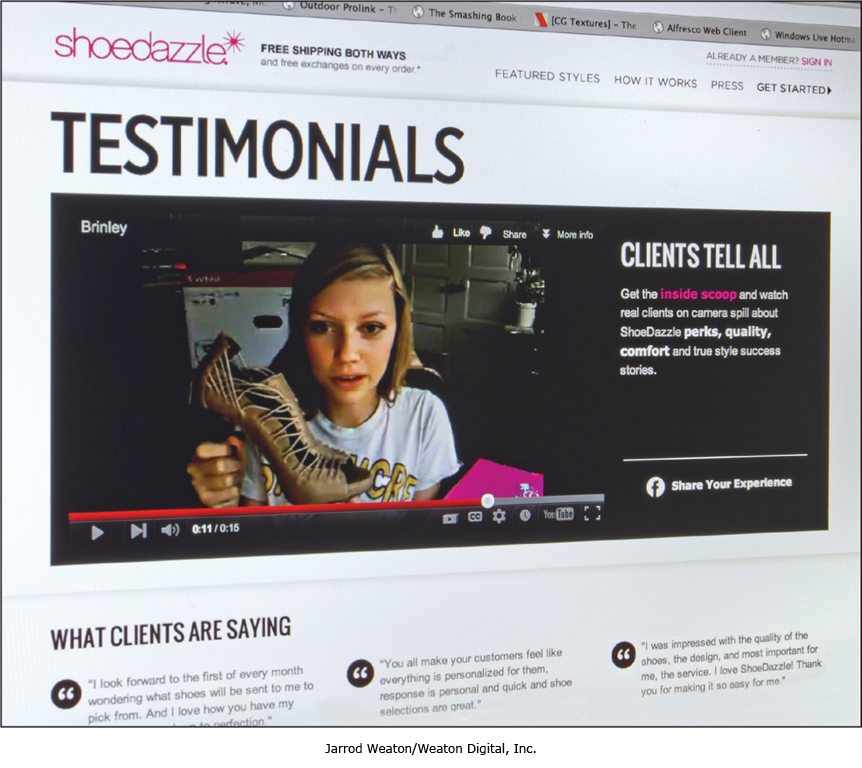 Outdoor Prolink -
The Smashing Book
[CG Textures] - The
Alfresco Web Client
Windows Live Hotma
shoedazzle
FREE SHIPPING BOTH WAYS
and free exchanges on every order.*
ALREADY A MEMBER? SIGN IN
FEATURED STYLES
HOW IT WORKS
PRESS
GET STARTED
TESTIMONIALS
Brinley
Like
Share
More info
CLIENTS TELL ALL
Get the inside scoop and watch
real clients on camera spill about
ShoeDazzle perks, quality,
comfort and true style success
stories.
Share Your Experience
0:11 / 0:15
CC
YouTube
WHAT CLIENTS ARE SAYING
"I look forward to the first of every month
wondering what shoes will be sent to me to
pick from. And I love how you have my
to perfection."
"You all make your customers feel like
everything is personalized for them,
response is personal and quick and shoe
selections are great."
"I was impressed with the quality of the
shoes, the design, and most important for
me, the service. I love ShoeDazzle! Thank
you for making it so easy for me."
Jarrod Weaton/Weaton Digital, Inc.